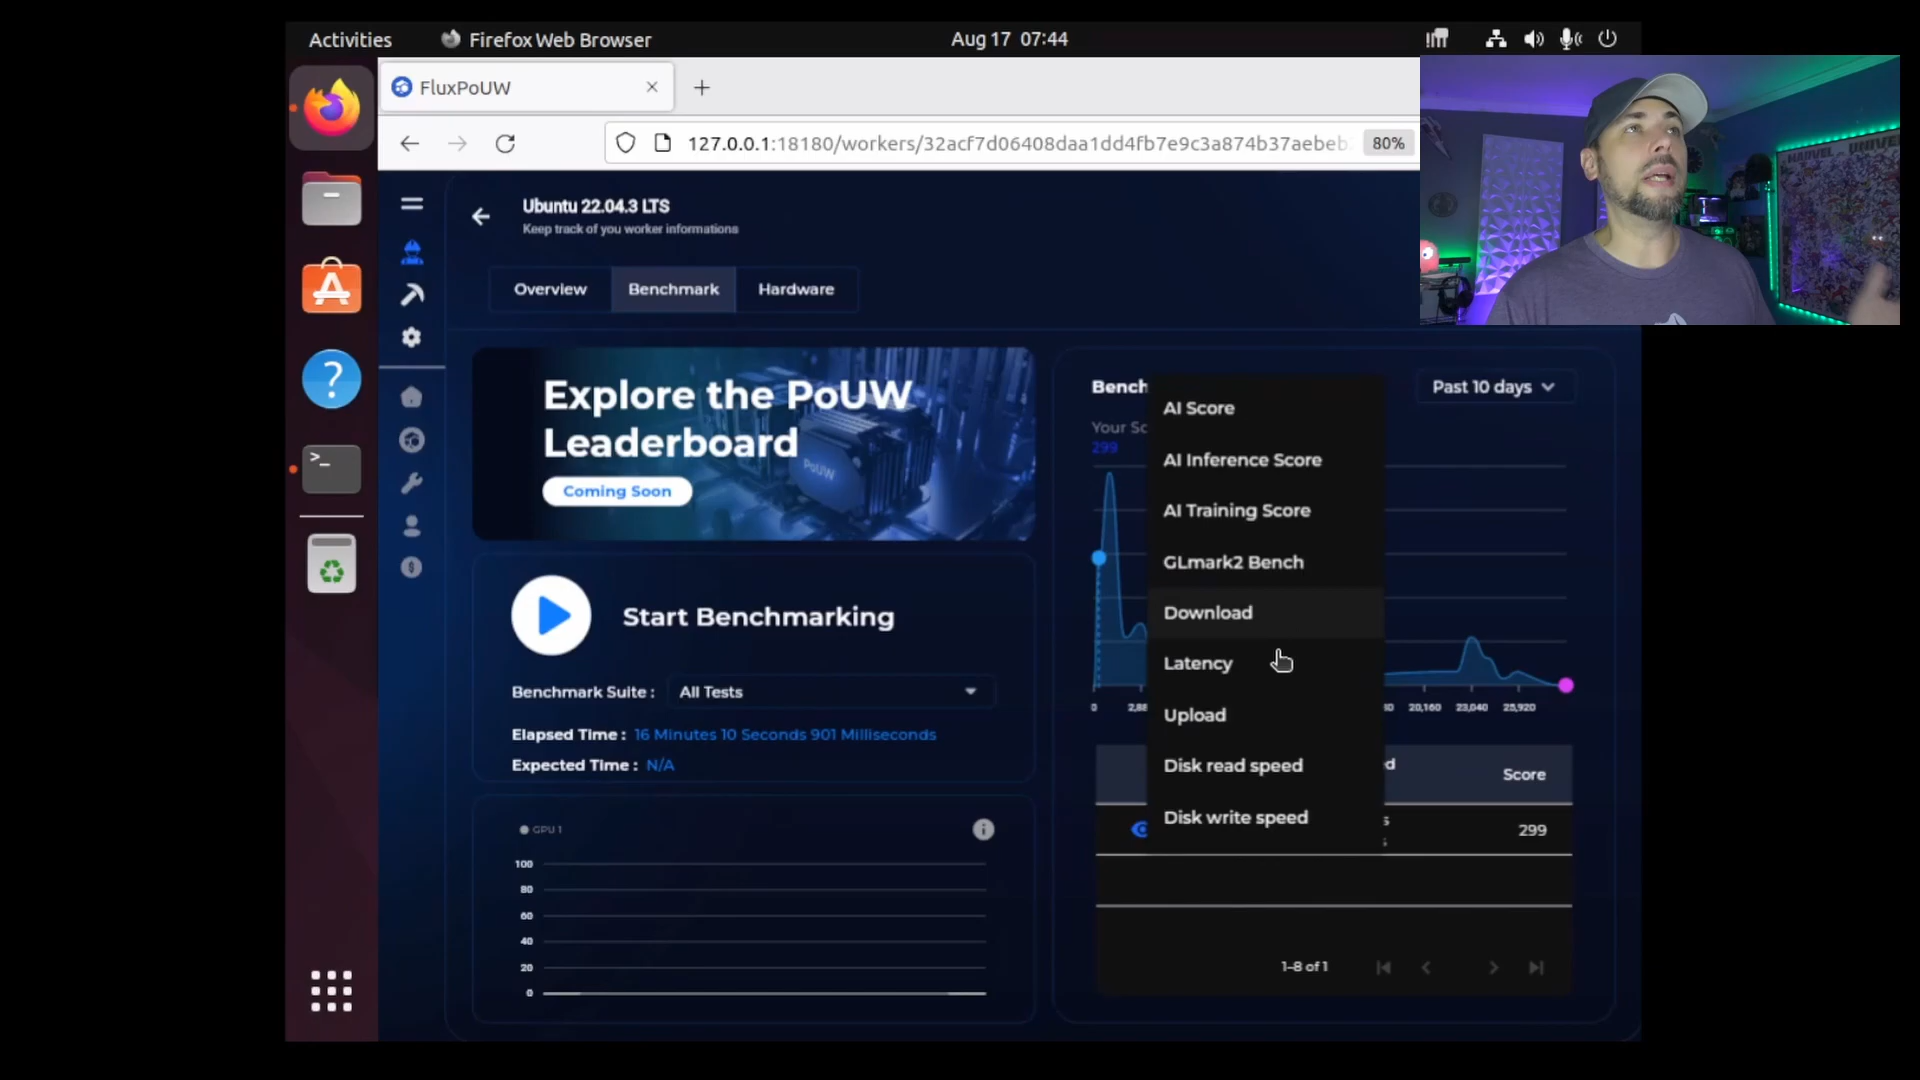 Activities
Firefox Web Browser
Aug 17 07:44
FluxPoUW
127.0.0.1:18180/workers/32acf7d06408daa1dd4fb7e9c3a874b37aebeb
80%
Ubuntu 22.04.3 LTS
Keep track of you worker informations
Overview
Benchmark
Hardware
Explore the PoUW
Leaderboard
PoUW
Coming Soon
Start Benchmarking
Benchmark Suite :
All Tests
Elapsed Time : 16 Minutes 10 Seconds 901 Milliseconds
Expected Time : N/A
GPU 1
100
80
60
40
20
0
Bench
Past 10 days
Your Sc
299
AI Score
AI Inference Score
AI Training Score
GLmark2 Bench
Download
Latency
Upload
Disk read speed
Disk write speed
0
2,88
20,160
23,040
25,920
d
Score
s
299
1-8 of 1